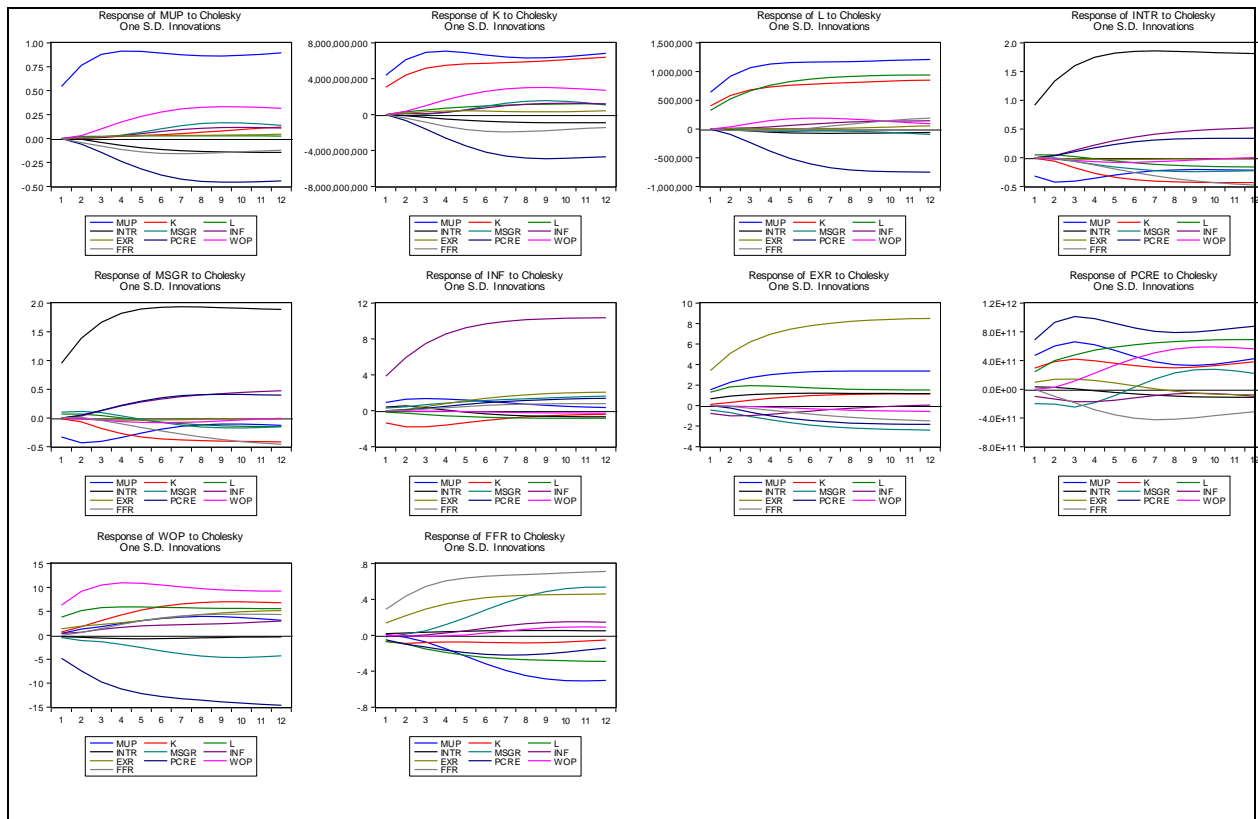 Response of MUP to Cholesky
One S.D. Innovations
1.00
0.75
0.50
0.25
0.00
-0.25
-0.50
1 2 3 4 5 6 7 8 9 10 11 12
MUP K L
INTR MSGR INF
EXR PCRE WOP
FFR
Response of K to Cholesky
One S.D. Innovations
8,000,000,000
4,000,000,000
0
-4,000,000,000
-8,000,000,000
1 2 3 4 5 6 7 8 9 10 11 12
MUP K L
INTR MSGR INF
EXR PCRE WOP
FFR
Response of L to Cholesky
One S.D. Innovations
1,500,000
1,000,000
500,000
0
-500,000
-1,000,000
1 2 3 4 5 6 7 8 9 10 11 12
MUP K L
INTR MSGR INF
EXR PCRE WOP
FFR
Response of INTR to Cholesky
One S.D. Innovations
2.0
1.5
1.0
0.5
0.0
-0.5
1 2 3 4 5 6 7 8 9 10 11 12
MUP K L
INTR MSGR INF
EXR PCRE WOP
FFR
Response of MSGR to Cholesky
One S.D. Innovations
2.0
1.5
1.0
0.5
0.0
-0.5
1 2 3 4 5 6 7 8 9 10 11 12
MUP K L
INTR MSGR INF
EXR PCRE WOP
FFR
Response of INF to Cholesky
One S.D. Innovations
12
8
4
0
-4
1 2 3 4 5 6 7 8 9 10 11 12
MUP K L
INTR MSGR INF
EXR PCRE WOP
FFR
Response of EXR to Cholesky
One S.D. Innovations
10
8
6
4
2
0
-2
-4
1 2 3 4 5 6 7 8 9 10 11 12
MUP K L
INTR MSGR INF
EXR PCRE WOP
FFR
Response of PCRE to Cholesky
One S.D. Innovations
1.2E+12
8.0E+11
4.0E+11
0.0E+00
-4.0E+11
-8.0E+11
1 2 3 4 5 6 7 8 9 10 11 12
MUP K L
INTR MSGR INF
EXR PCRE WOP
FFR
Response of WOP to Cholesky
One S.D. Innovations
15
10
5
0
-5
-10
-15
1 2 3 4 5 6 7 8 9 10 11 12
MUP K L
INTR MSGR INF
EXR PCRE WOP
FFR
Response of FFR to Cholesky
One S.D. Innovations
.8
.4
.0
-.4
-.8
1 2 3 4 5 6 7 8 9 10 11 12
MUP K L
INTR MSGR INF
EXR PCRE WOP
FFR